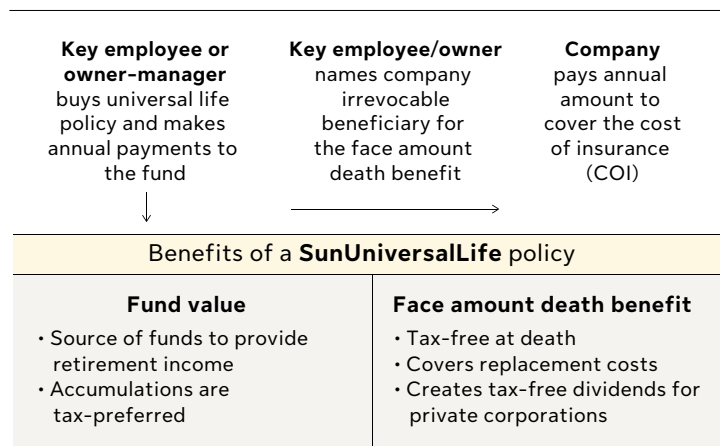 Key employee or
owner-manager
buys universal life
policy and makes
annual payments to
the fund
Key employee/owner
names company
irrevocable
beneficiary for
the face amount
death benefit
Company
pays annual
amount to
cover the cost
of insurance
(COI)
Benefits of a SunUniversalLife policy
Fund value
• Source of funds to provide
retirement income
• Accumulations are
tax-preferred
Face amount death benefit
• Tax-free at death
• Covers replacement costs
• Creates tax-free dividends for
private corporations